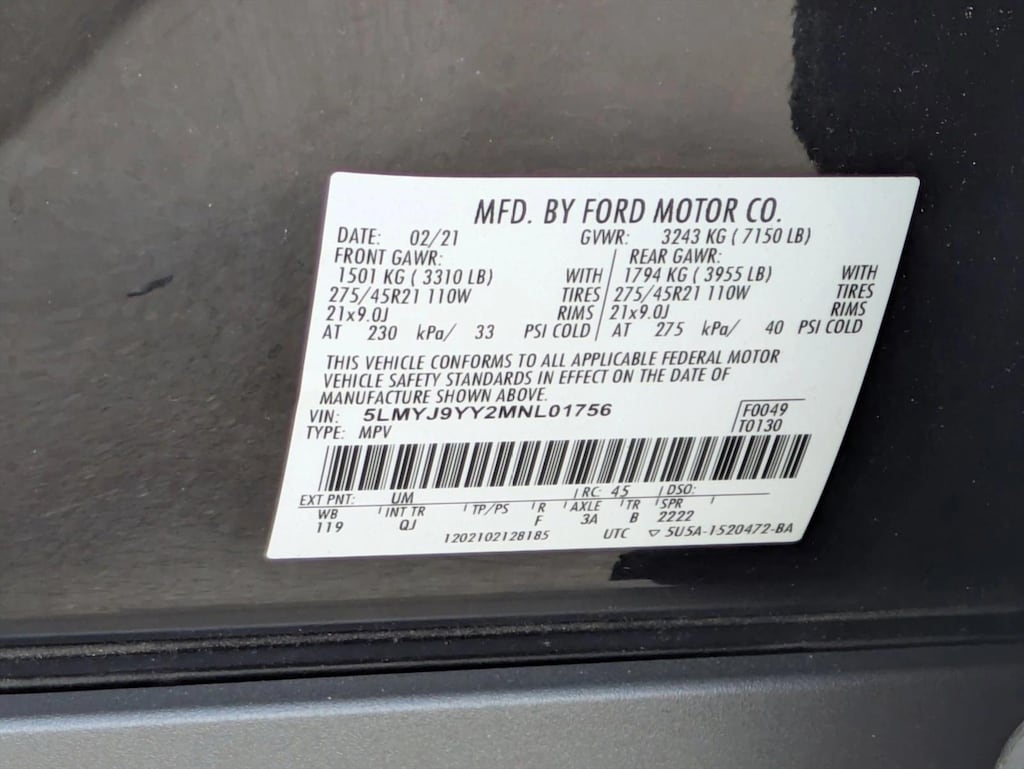 MFD. BY FORD MOTOR CO.
DATE: 02/21 GVWR: 3243 KG ( 7150 LB)
FRONT GAWR: REAR GAWR:
1501 KG ( 3310 LB) WITH 1794 KG ( 3955 LB) WITH
275/45R21 110W TIRES 275/45R21 110W TIRES
21x9.0J RIMS 21x9.0J RIMS
AT 230 kPa/ 33 PSI COLD AT 275 kPa/ 40 PSI COLD
THIS VEHICLE CONFORMS TO ALL APPLICABLE FEDERAL MOTOR
VEHICLE SAFETY STANDARDS IN EFFECT ON THE DATE OF
MANUFACTURE SHOWN ABOVE.
VIN: 5LMYJ9YY2MNL01756 F0049
TYPE: MPV T0130
EXT PNT: UM RC: 45 DSO:
WB INT TR TP/PS R AXLE TR SPR
119 QJ F 3A B 2222
1202102128185 UTC ▽ 5U5A-1520472-BA